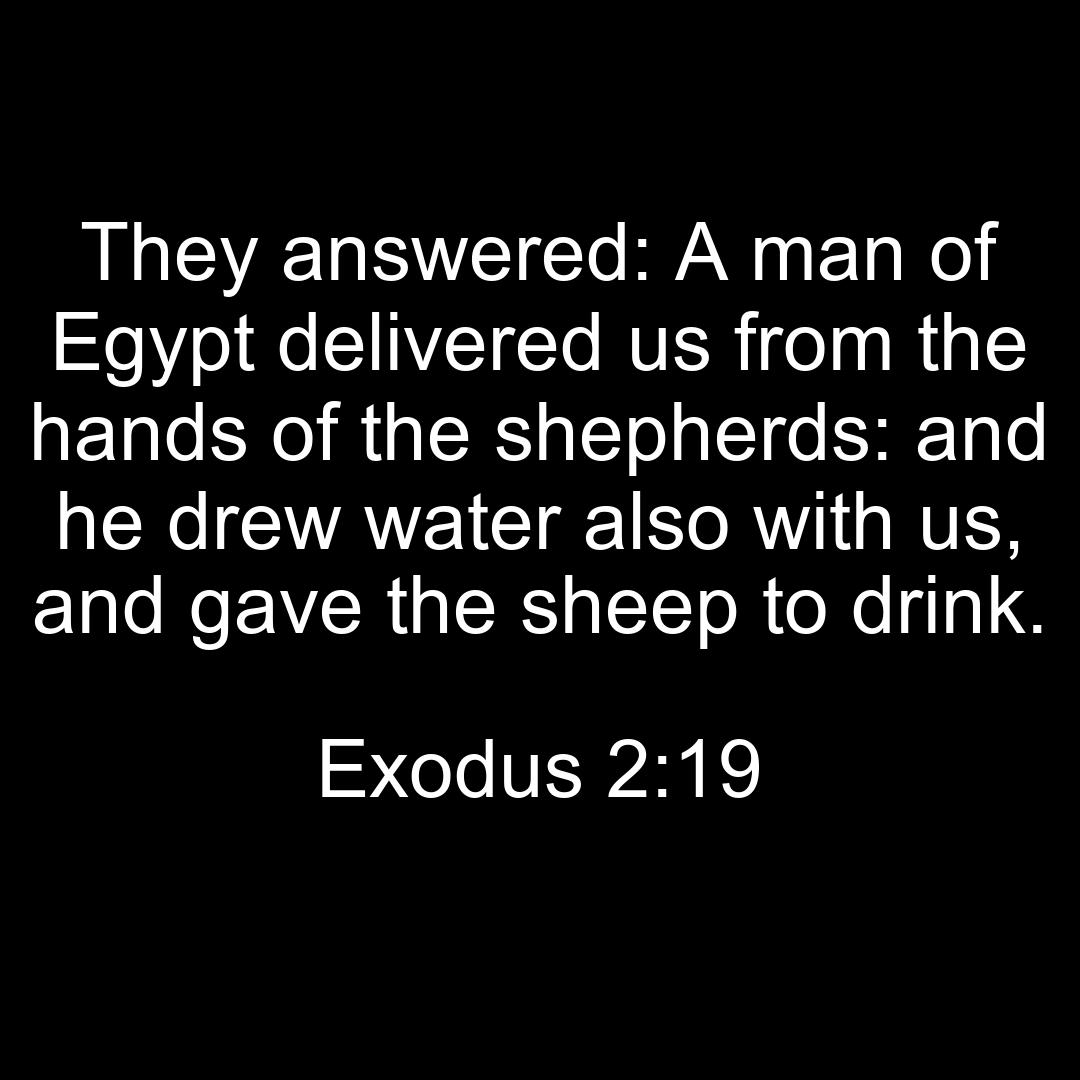 They answered: A man of
Egypt delivered us from the
hands of the shepherds: and
he drew water also with us,
and gave the sheep to drink.
Exodus 2:19